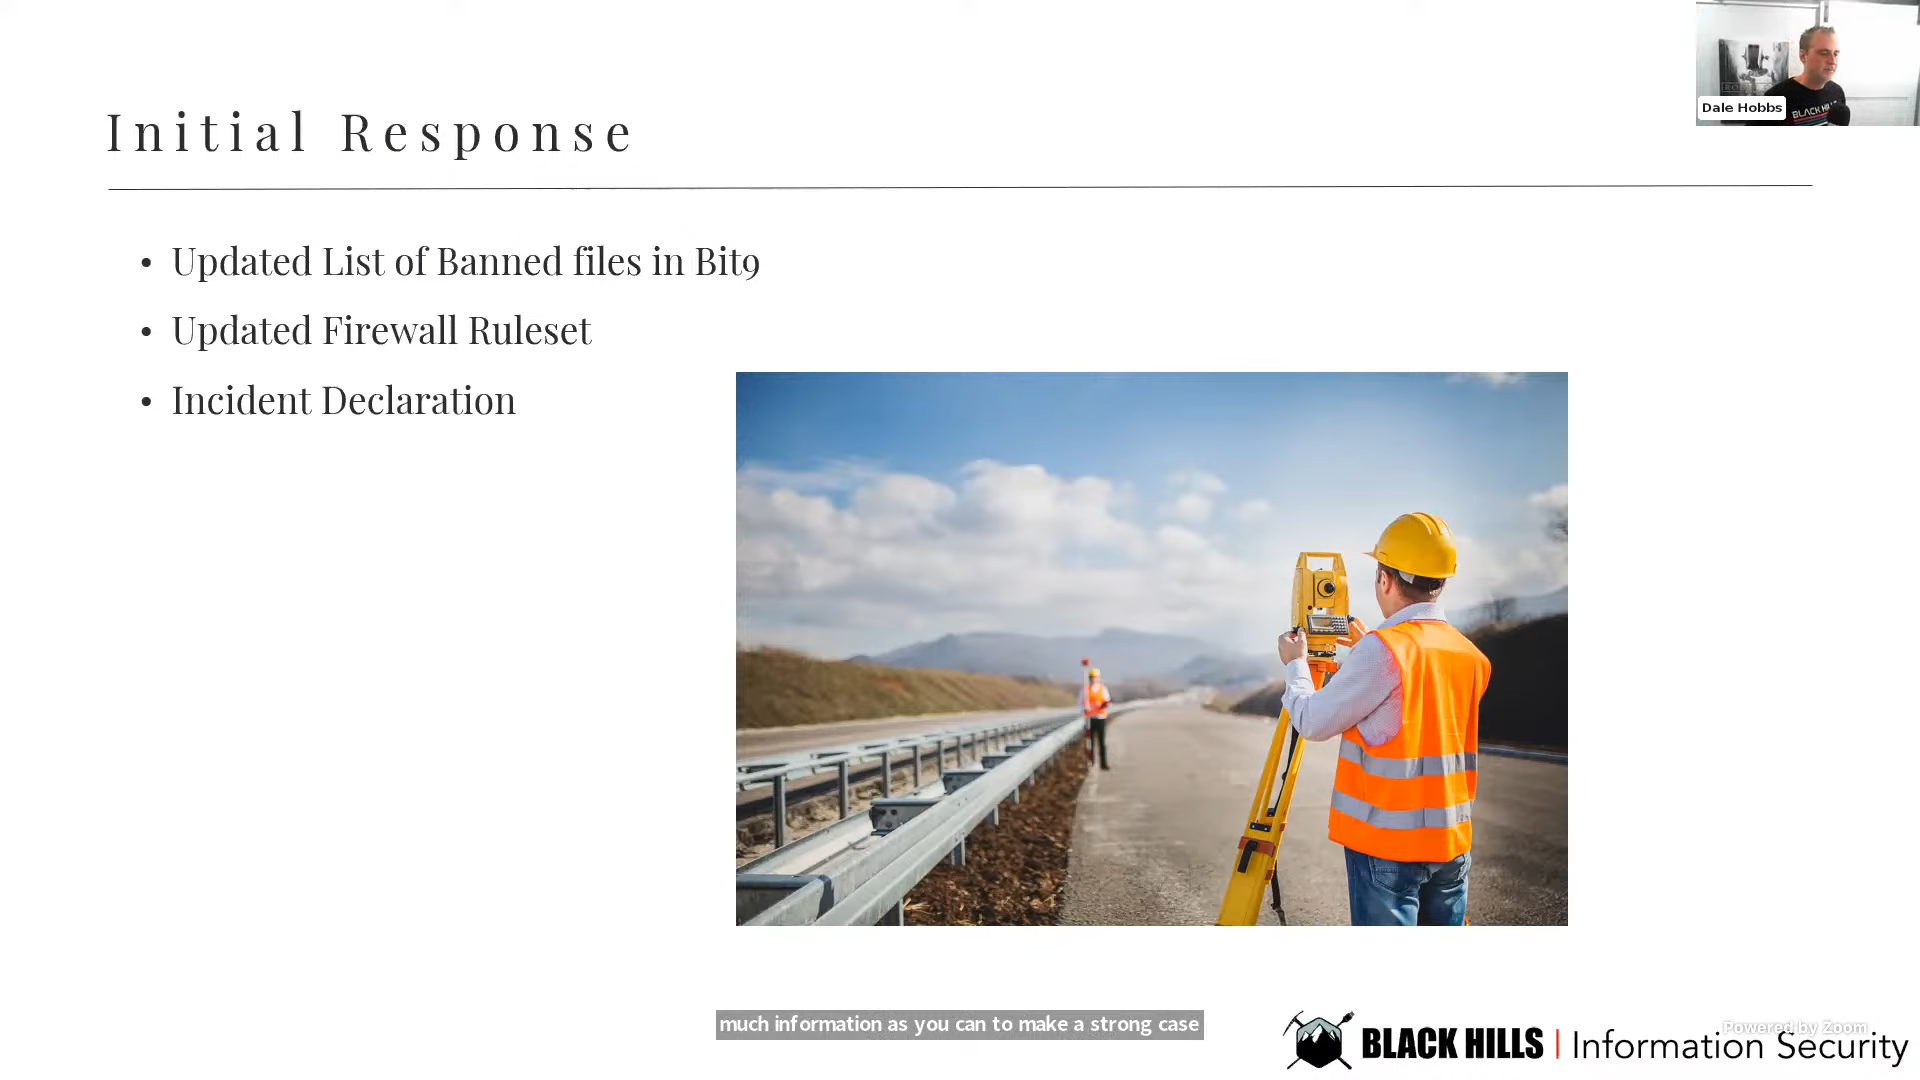 Dale Hobbs
Initial Response
• Updated List of Banned files in Bit9
• Updated Firewall Ruleset
• Incident Declaration
much information as you can to make a strong case
Powered by Zoom
BLACK HILLS | Information Security